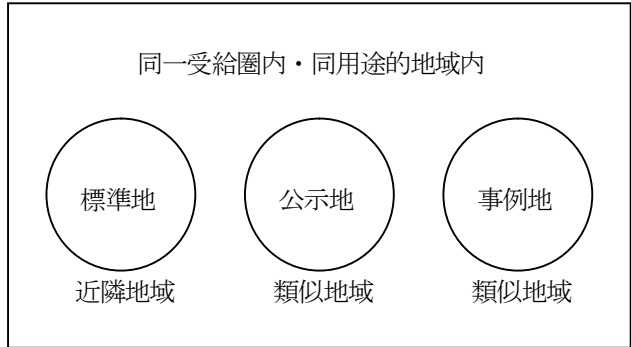 同一受給圏内・同用途的地域内
標準地
公示地
事例地
近隣地域
類似地域
類似地域